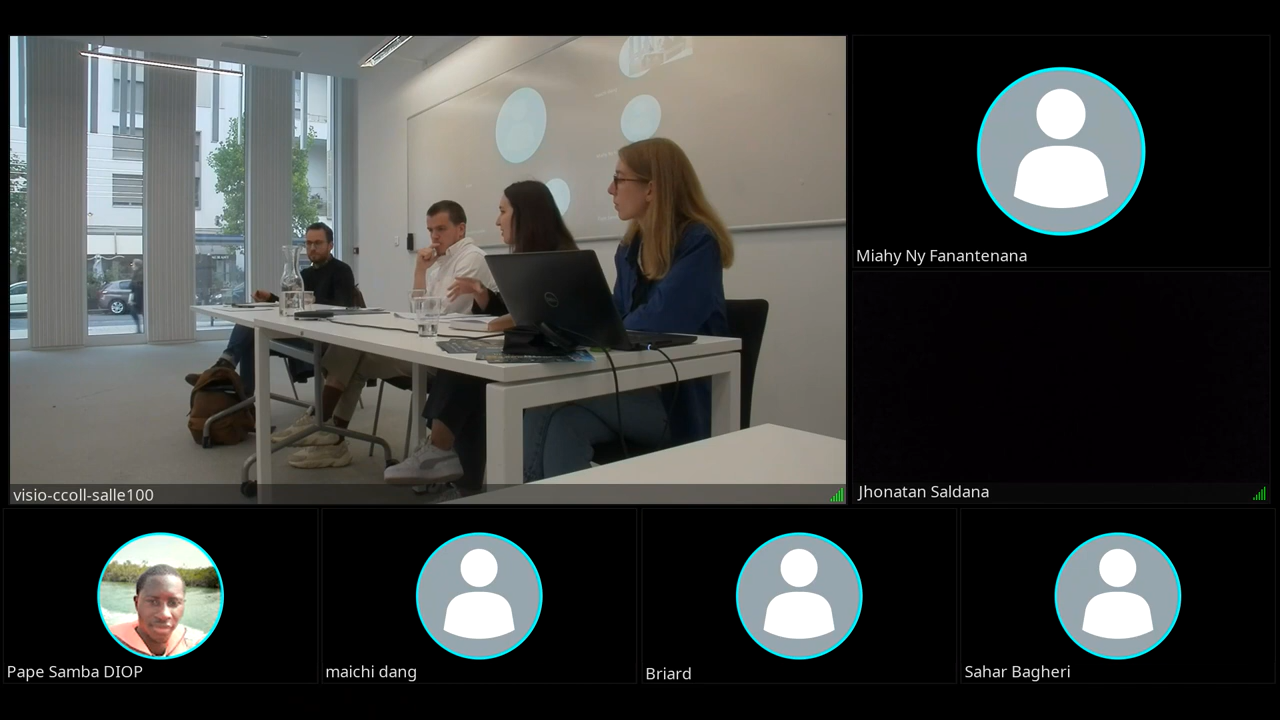 Miahy Ny Fanantenana
visio-ccoll-salle100
Jhonatan Saldana
Pape Samba DIOP
maichi dang
Briard
Sahar Bagheri